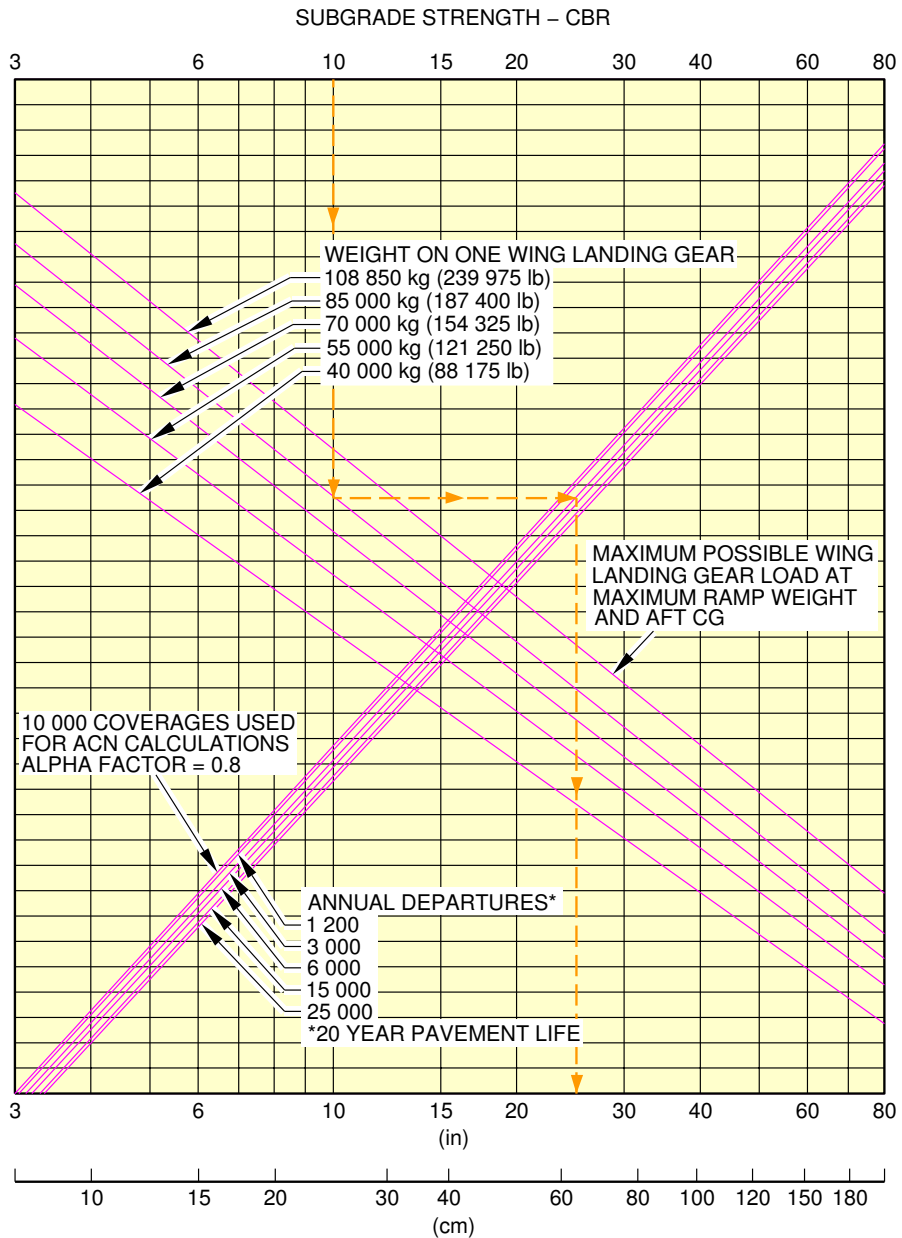 SUBGRADE STRENGTH – CBR
3 6 10 15 20 30 40 60 80
WEIGHT ON ONE WING LANDING GEAR
108 850 kg (239 975 lb)
85 000 kg (187 400 lb)
70 000 kg (154 325 lb)
55 000 kg (121 250 lb)
40 000 kg (88 175 lb)
MAXIMUM POSSIBLE WING
LANDING GEAR LOAD AT
MAXIMUM RAMP WEIGHT
AND AFT CG
10 000 COVERAGES USED
FOR ACN CALCULATIONS
ALPHA FACTOR = 0.8
ANNUAL DEPARTURES*
1 200
3 000
6 000
15 000
25 000
*20 YEAR PAVEMENT LIFE
3 6 10 15 20 30 40 60 80
(in)
10 15 20 30 40 60 80 100 120 150 180
(cm)